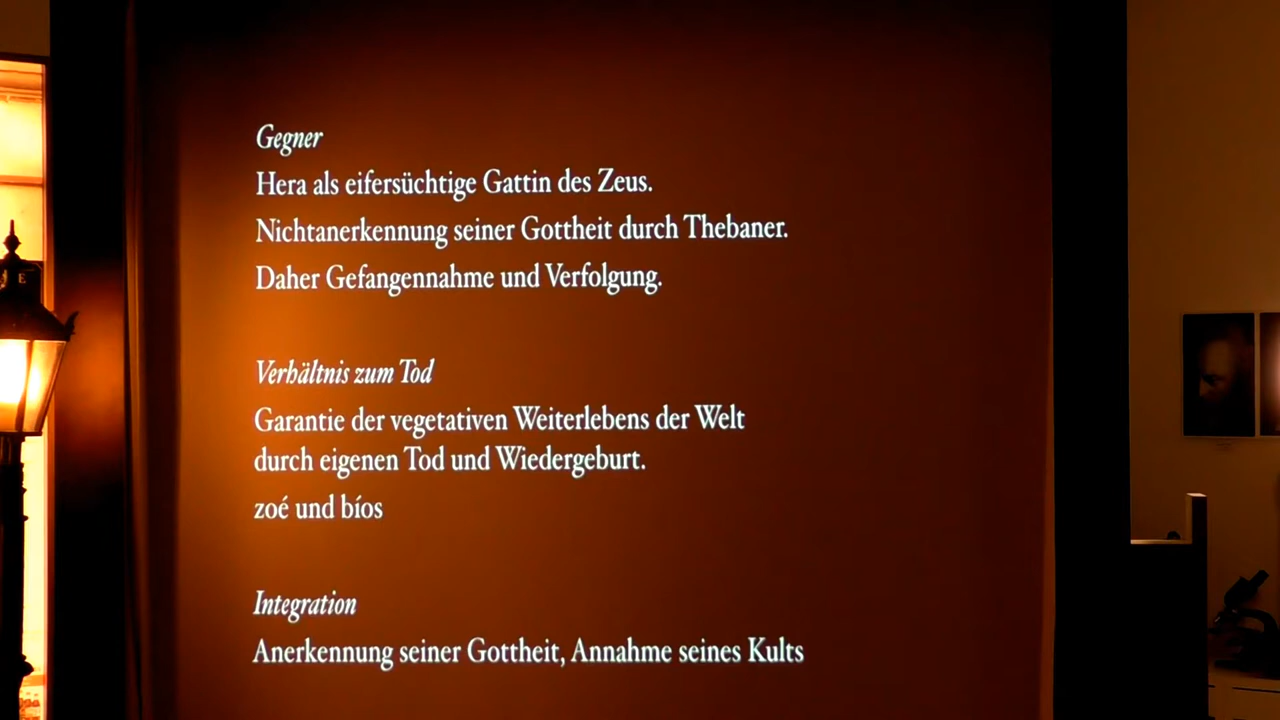 Gegner
Hera als eifersüchtige Gattin des Zeus.
Nichtanerkennung seiner Gottheit durch Thebaner.
Daher Gefangennahme und Verfolgung.
Verhältnis zum Tod
Garantie der vegetativen Weiterlebens der Welt
durch eigenen Tod und Wiedergeburt.
zoé und bíos
Integration
Anerkennung seiner Gottheit, Annahme seines Kults